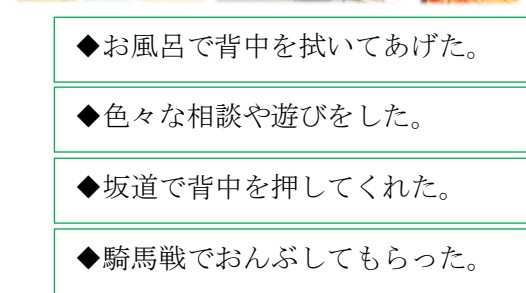 ◆お風呂で背中を拭いてあげた。
◆色々な相談や遊びをした。
◆坂道で背中を押してくれた。
◆騎馬戦でおんぶしてもらった。